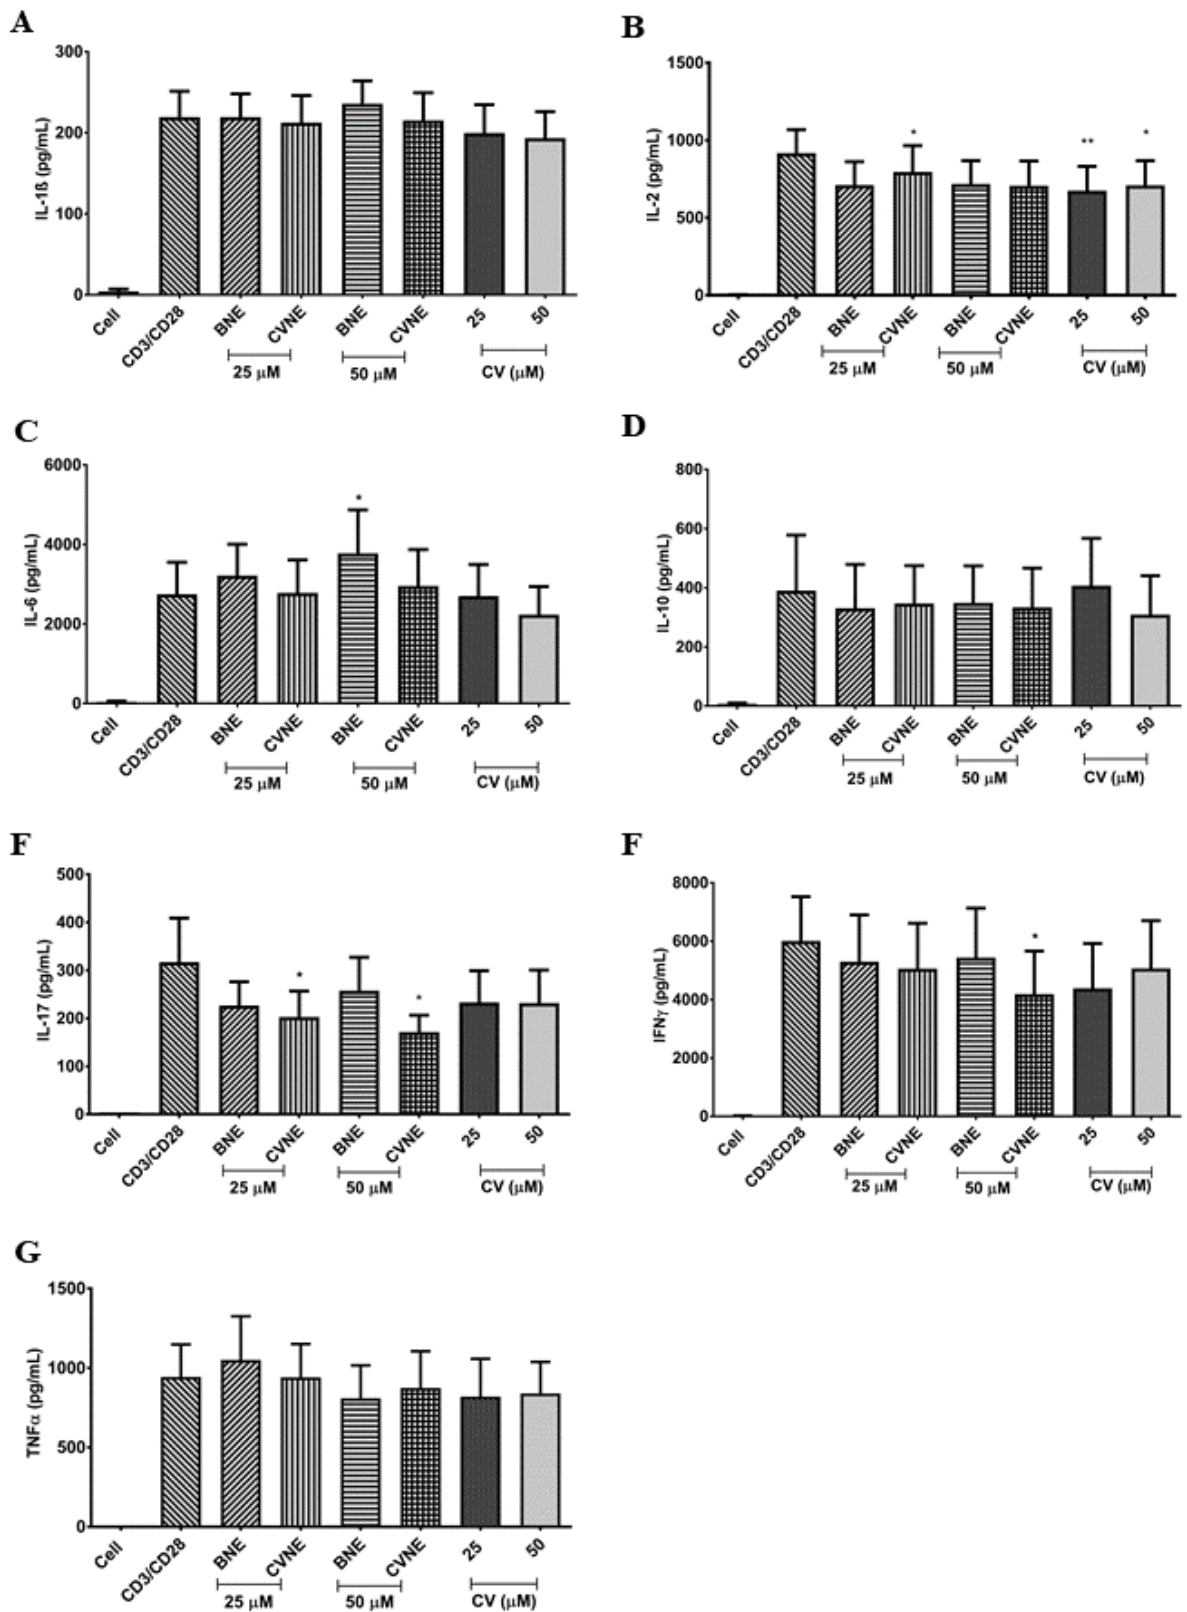 A
IL-1ß (pg/mL)
300
200
100
0
Cell
CD3/CD28
BNE
CVNE
BNE
CVNE
25
50
25 µM
50 µM
CV (µM)
B
IL-2 (pg/mL)
1500
1000
500
0
*
**
*
Cell
CD3/CD28
BNE
CVNE
BNE
CVNE
25
50
25 µM
50 µM
CV (µM)
C
IL-6 (pg/mL)
6000
4000
2000
0
*
Cell
CD3/CD28
BNE
CVNE
BNE
CVNE
25
50
25 µM
50 µM
CV (µM)
D
IL-10 (pg/mL)
800
600
400
200
0
Cell
CD3/CD28
BNE
CVNE
BNE
CVNE
25
50
25 µM
50 µM
CV (µM)
F
IL-17 (pg/mL)
500
400
300
200
100
0
*
*
Cell
CD3/CD28
BNE
CVNE
BNE
CVNE
25
50
25 µM
50 µM
CV (µM)
F
IFNγ (pg/mL)
8000
6000
4000
2000
0
*
Cell
CD3/CD28
BNE
CVNE
BNE
CVNE
25
50
25 µM
50 µM
CV (µM)
G
TNFα (pg/mL)
1500
1000
500
0
Cell
CD3/CD28
BNE
CVNE
BNE
CVNE
25
50
25 µM
50 µM
CV (µM)